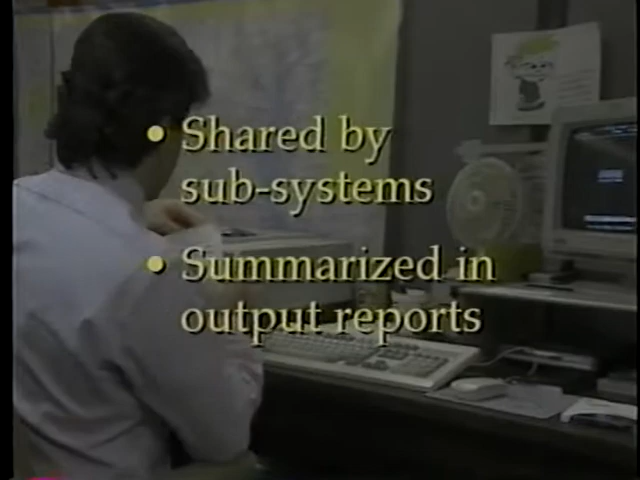 • Shared by
sub-systems
• Summarized in
output reports